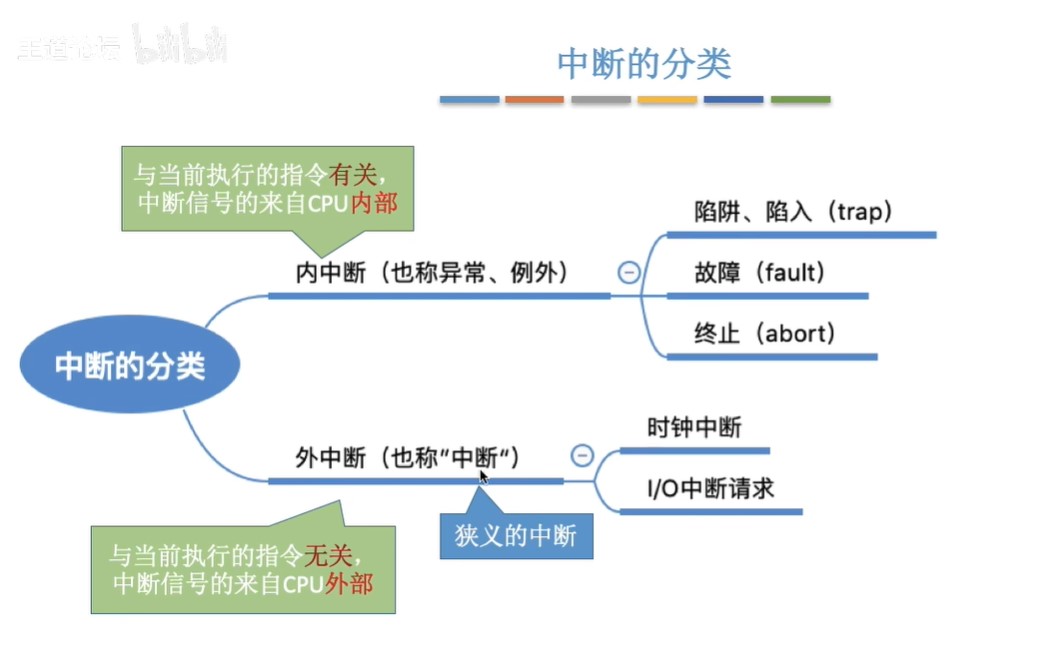 王道论坛 bilibili
中断的分类
与当前执行的指令有关，
中断信号的来自CPU内部
陷阱、陷入（trap）
内中断（也称异常、例外）
故障（fault）
终止（abort）
中断的分类
时钟中断
外中断（也称”中断“）
I/O中断请求
狭义的中断
与当前执行的指令无关，
中断信号的来自CPU外部